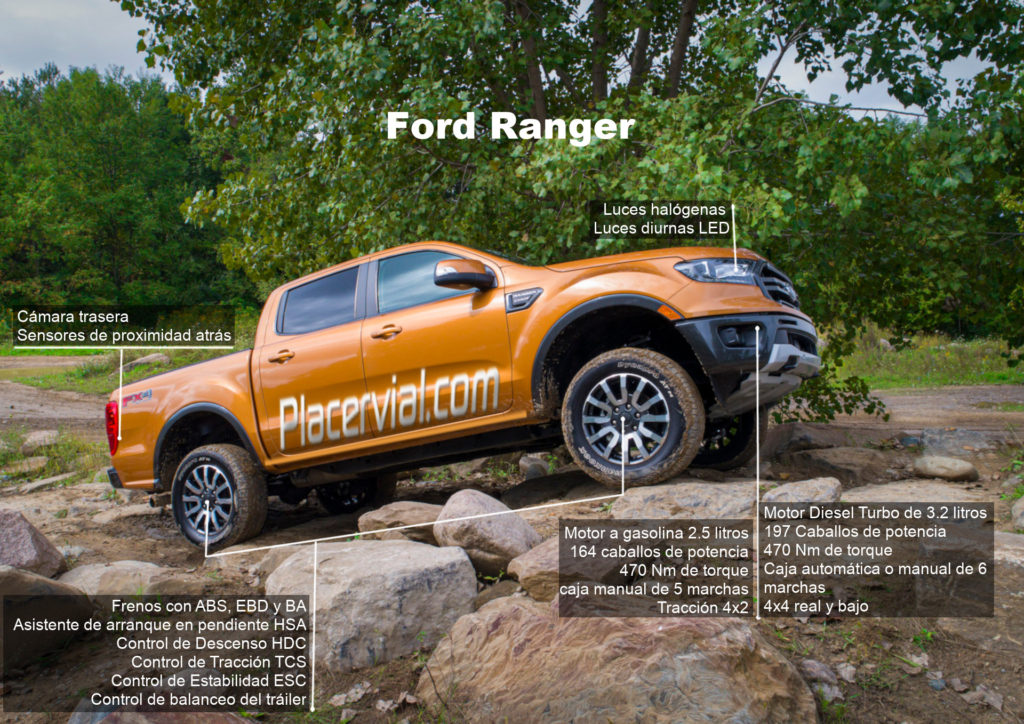 Ford Ranger
Luces halógenas
Luces diurnas LED
Cámara trasera
Sensores de proximidad atrás
FX4
Placervial.com
Motor a gasolina 2.5 litros
164 caballos de potencia
470 Nm de torque
caja manual de 5 marchas
Tracción 4x2
Motor Diesel Turbo de 3.2 litros
197 Caballos de potencia
470 Nm de torque
Caja automática o manual de 6
marchas
4x4 real y bajo
Frenos con ABS, EBD y BA
Asistente de arranque en pendiente HSA
Control de Descenso HDC
Control de Tracción TCS
Control de Estabilidad ESC
Control de balanceo del tráiler